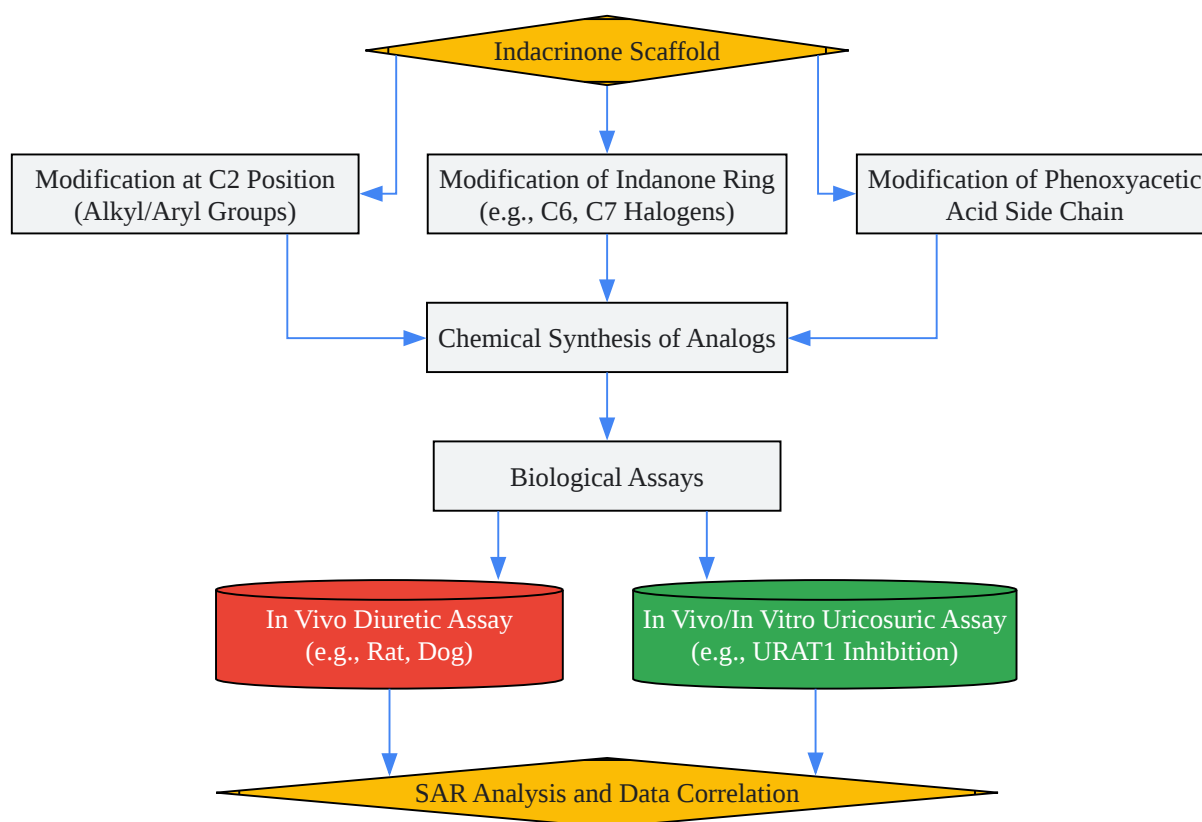 Indacrinone Scaffold
Modification at C2 Position
(Alkyl/Aryl Groups)
Modification of Indanone Ring
(e.g., C6, C7 Halogens)
Modification of Phenoxyacetic
Acid Side Chain
Chemical Synthesis of Analogs
Biological Assays
In Vivo Diuretic Assay
(e.g., Rat, Dog)
In Vivo/In Vitro Uricosuric Assay
(e.g., URAT1 Inhibition)
SAR Analysis and Data Correlation